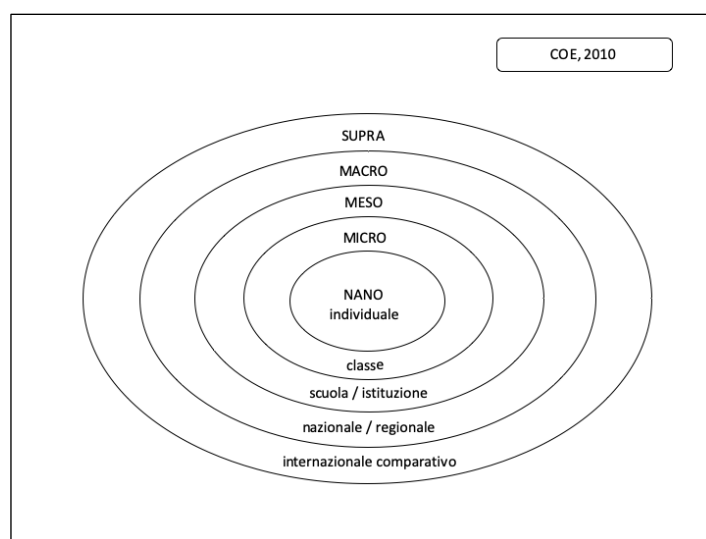 COE, 2010
SUPRA
MACRO
MESO
MICRO
NANO
individuale
classe
scuola / istituzione
nazionale / regionale
internazionale comparativo